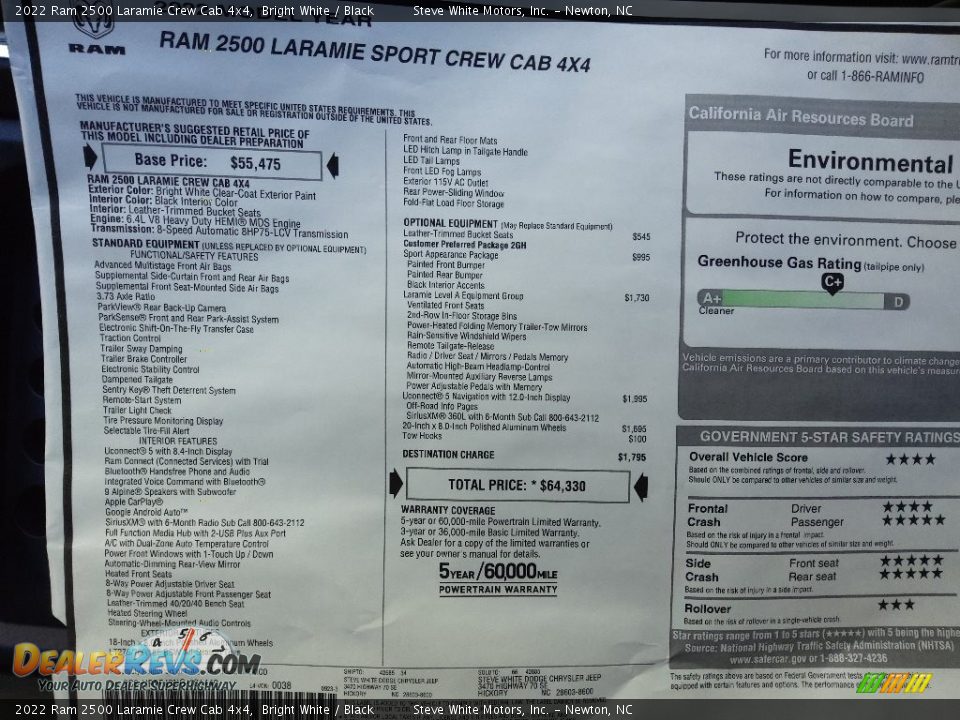 2022 Ram 2500 Laramie Crew Cab 4x4, Bright White / Black
Steve White Motors, Inc. – Newton, NC
RAM
RAM 2500 LARAMIE SPORT CREW CAB 4X4
For more information visit: www.ramtr
or call 1-866-RAMINFO
THIS VEHICLE IS MANUFACTURED TO MEET SPECIFIC UNITED STATES REQUIREMENTS. THIS
VEHICLE IS NOT MANUFACTURED FOR SALE OR REGISTRATION OUTSIDE OF THE UNITED STATES.
MANUFACTURER'S SUGGESTED RETAIL PRICE OF
THIS MODEL INCLUDING DEALER PREPARATION
Base Price: $55,475
RAM 2500 LARAMIE CREW CAB 4X4
Exterior Color: Bright White Clear-Coat Exterior Paint
Interior Color: Black Interior Color
Interior: Leather-Trimmed Bucket Seats
Engine: 6.4L V8 Heavy Duty HEMI® MDS Engine
Transmission: 8-Speed Automatic 8HP75-LCV Transmission
STANDARD EQUIPMENT (UNLESS REPLACED BY OPTIONAL EQUIPMENT)
FUNCTIONAL/SAFETY FEATURES
Advanced Multistage Front Air Bags
Supplemental Side-Curtain Front and Rear Air Bags
Supplemental Front Seat-Mounted Side Air Bags
3.73 Axle Ratio
ParkView® Rear Back-Up Camera
ParkSense® Front and Rear Park-Assist System
Electronic Shift-On-The-Fly Transfer Case
Traction Control
Trailer Sway Damping
Trailer Brake Controller
Electronic Stability Control
Dampened Tailgate
Sentry Key® Theft Deterrent System
Remote-Start System
Trailer Light Check
Tire Pressure Monitoring Display
Selectable Tire-Fill Alert
INTERIOR FEATURES
Uconnect® 5 with 8.4-Inch Display
Ram Connect (Connected Services) with Trial
Bluetooth® Handsfree Phone and Audio
Integrated Voice Command with Bluetooth®
9 Alpine® Speakers with Subwoofer
Apple CarPlay®
Google Android Auto™
SiriusXM® with 6-Month Radio Sub Call 800-643-2112
Full Function Media Hub with 2-USB Plus Aux Port
A/C with Dual-Zone Auto Temperature Control
Power Front Windows with 1-Touch Up / Down
Automatic-Dimming Rear-View Mirror
Heated Front Seats
8-Way Power Adjustable Driver Seat
8-Way Power Adjustable Front Passenger Seat
Leather-Trimmed 40/20/40 Bench Seat
Heated Steering Wheel
Steering-Wheel-Mounted Audio Controls
Front and Rear Floor Mats
LED Hitch Lamp in Tailgate Handle
LED Tail Lamps
Front LED Fog Lamps
Exterior 115V AC Outlet
Rear Power-Sliding Window
Fold-Flat Load Floor Storage
OPTIONAL EQUIPMENT (May Replace Standard Equipment)
Leather-Trimmed Bucket Seats $545
Customer Preferred Package 2GH
Sport Appearance Package $995
Painted Front Bumper
Painted Rear Bumper
Black Interior Accents
Laramie Level A Equipment Group $1,730
Ventilated Front Seats
2nd-Row In-Floor Storage Bins
Power-Heated Folding Memory Trailer-Tow Mirrors
Rain-Sensitive Windshield Wipers
Remote Tailgate-Release
Radio / Driver Seat / Mirrors / Pedals Memory
Automatic High-Beam Headlamp-Control
Mirror-Mounted Auxiliary Reverse Lamps
Power Adjustable Pedals with Memory
Uconnect® 5 Navigation with 12.0-Inch Display $1,995
Off-Road Info Pages
SiriusXM® 360L with 6-Month Sub Call 800-643-2112
20-Inch x 8.0-Inch Polished Aluminum Wheels $1,695
Tow Hooks $100
DESTINATION CHARGE $1,795
TOTAL PRICE: * $64,330
WARRANTY COVERAGE
5-year or 60,000-mile Powertrain Limited Warranty.
3-year or 36,000-mile Basic Limited Warranty.
Ask Dealer for a copy of the limited warranties or
see your owner's manual for details.
5 YEAR /60,000 MILE
POWERTRAIN WARRANTY
California Air Resources Board
Environmental
These ratings are not directly comparable to the U
For information on how to compare, ple
Protect the environment. Choose
Greenhouse Gas Rating (tailpipe only)
C+
A+ D
Cleaner
Vehicle emissions are a primary contributor to climate change
California Air Resources Board based on this vehicle's measure
GOVERNMENT 5-STAR SAFETY RATINGS
Overall Vehicle Score ★★★★
Based on the combined ratings of frontal, side and rollover.
Should ONLY be compared to other vehicles of similar size and weight.
Frontal Driver ★★★★
Crash Passenger ★★★★★
Based on the risk of injury in a frontal impact.
Should ONLY be compared to other vehicles of similar size and weight.
Side Front seat ★★★★★
Crash Rear seat ★★★★★
Based on the risk of injury in a side impact.
Rollover ★★★
Based on the risk of rollover in a single-vehicle crash.
Star ratings range from 1 to 5 stars (★★★★★) with 5 being the highe
Source: National Highway Traffic Safety Administration (NHTSA)
www.safercar.gov or 1-888-327-4236
DEALERREVS.COM
YOUR AUTO DEALER SUPERHIGHWAY
2022 Ram 2500 Laramie Crew Cab 4x4, Bright White / Black
Steve White Motors, Inc. – Newton, NC